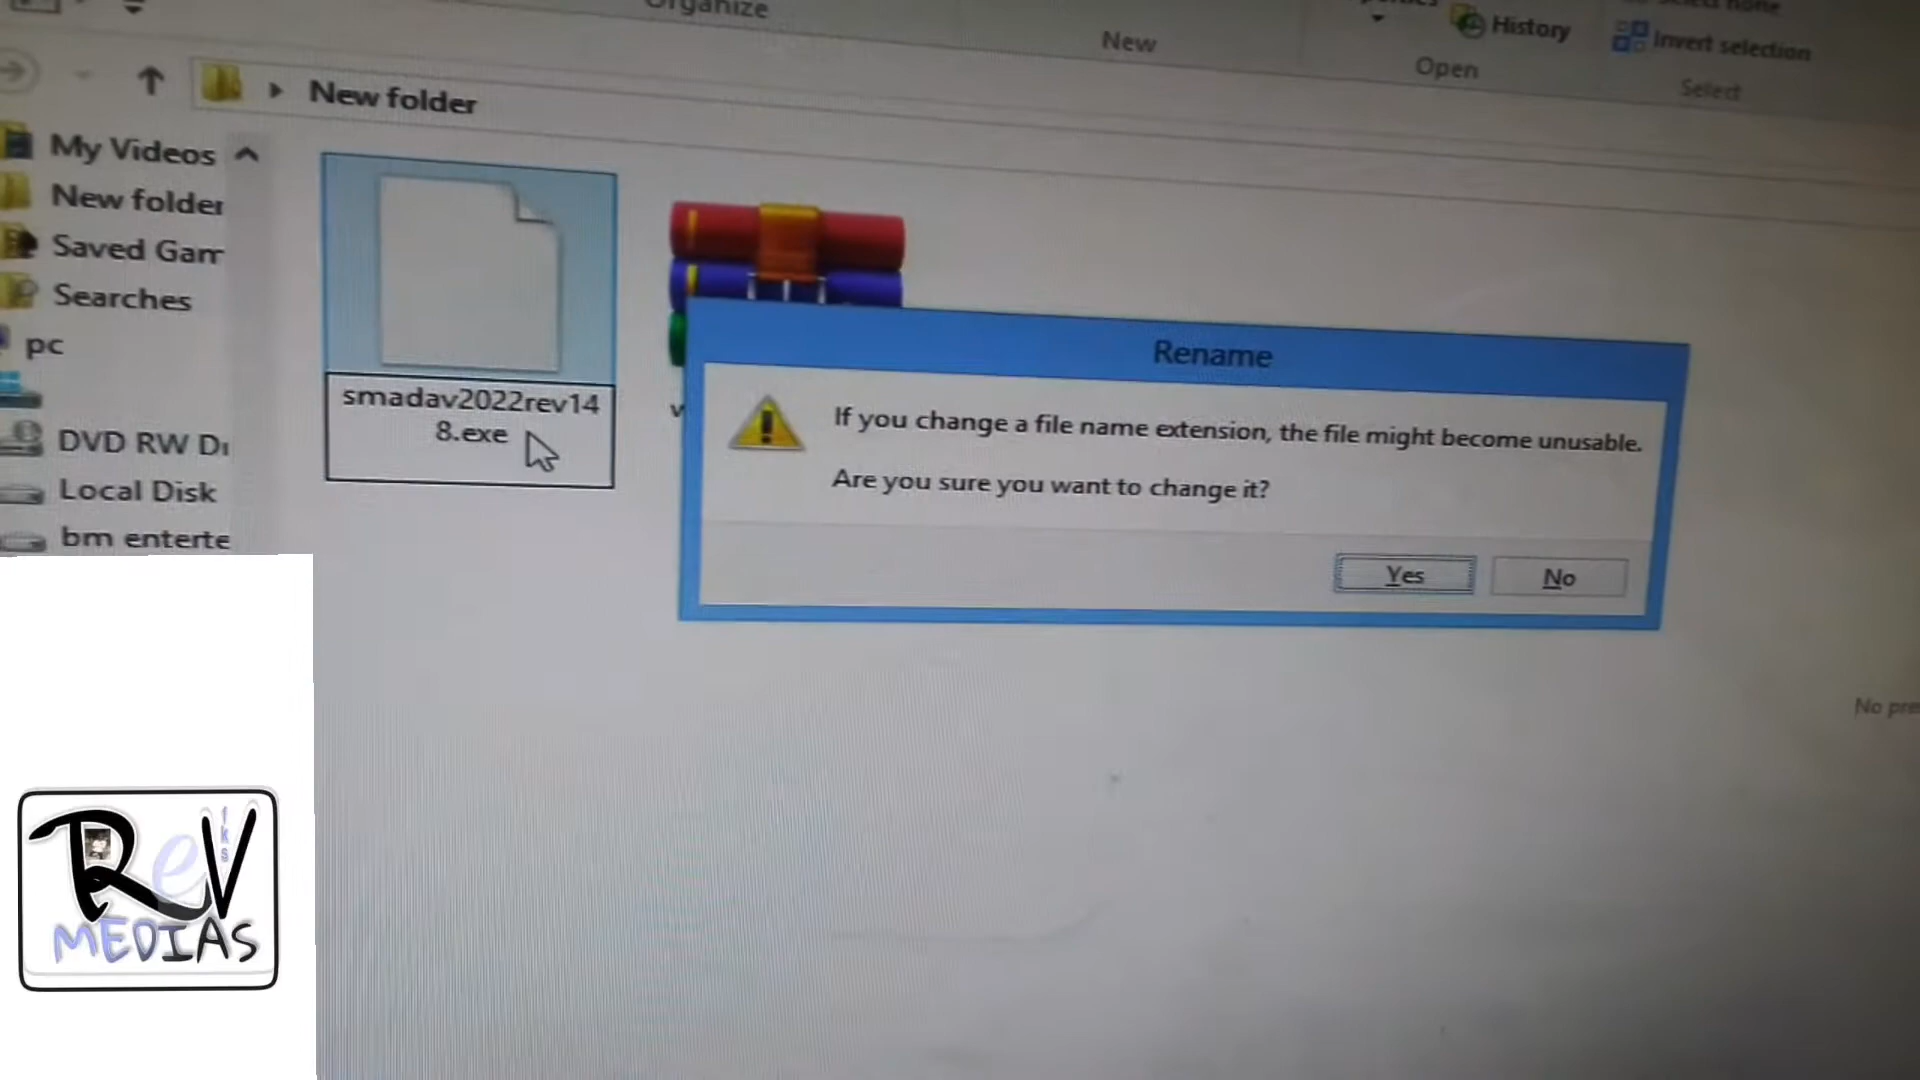 Organize
New
History
Open
Select none
Invert selection
Select
New folder
My Videos
New folder
Saved Gam
Searches
pc
DVD RW
Local Disk
bm enterte
smadav2022rev14
8.exe
Rename
If you change a file name extension, the file might become unusable.
Are you sure you want to change it?
Yes
No
No pre
ReV
MEDIAS